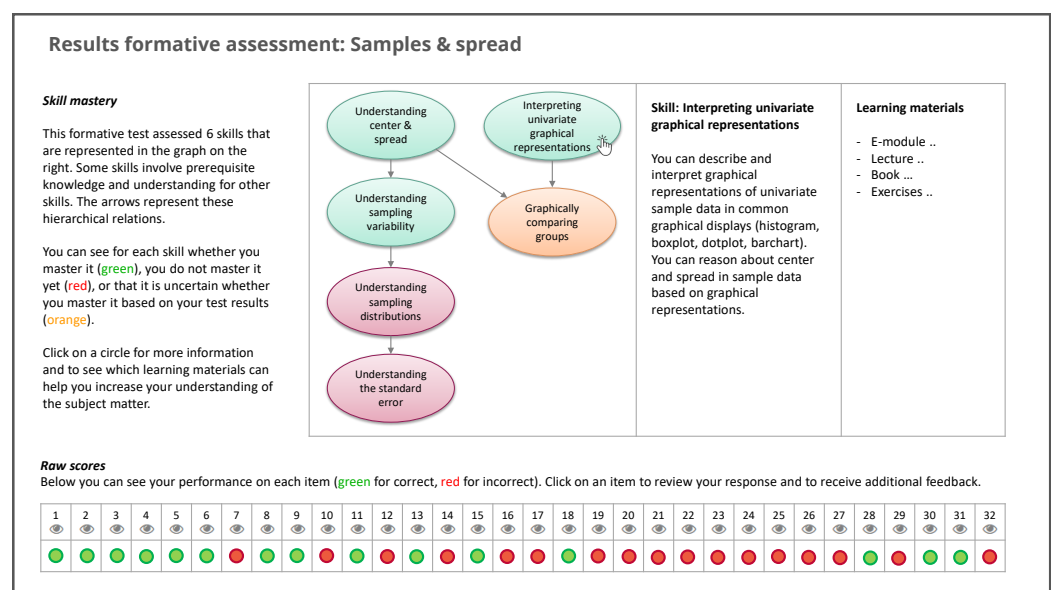 Results formative assessment: Samples & spread
Skill mastery
This formative test assessed 6 skills that
are represented in the graph on the
right. Some skills involve prerequisite
knowledge and understanding for other
skills. The arrows represent these
hierarchical relations.
You can see for each skill whether you
master it (green), you do not master it
yet (red), or that it is uncertain whether
you master it based on your test results
(orange).
Click on a circle for more information
and to see which learning materials can
help you increase your understanding of
the subject matter.
Understanding
center &
spread
Interpreting
univariate
graphical
representations
Understanding
sampling
variability
Graphically
comparing
groups
Understanding
sampling
distributions
Understanding
the standard
error
Skill: Interpreting univariate
graphical representations
You can describe and
interpret graphical
representations of univariate
sample data in common
graphical displays (histogram,
boxplot, dotplot, barchart).
You can reason about center
and spread in sample data
based on graphical
representations.
Learning materials
- E-module ..
- Lecture ..
- Book ...
- Exercises ..
Raw scores
Below you can see your performance on each item (green for correct, red for incorrect). Click on an item to review your response and to receive additional feedback.
1 2 3 4 5 6 7 8 9 10 11 12 13 14 15 16 17 18 19 20 21 22 23 24 25 26 27 28 29 30 31 32